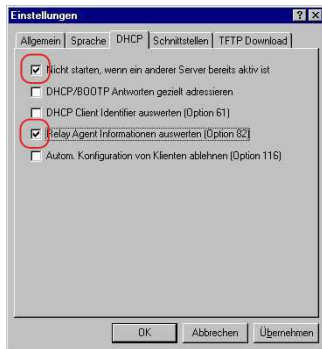 Einstellungen
Allgemein Sprache DHCP Schnittstellen TFTP Download
Nicht starten, wenn ein anderer Server bereits aktiv ist
DHCP/BOOTP Antworten gezielt adressieren
DHCP Client Identifier auswerten (Option 61)
Relay Agent Informationen auswerten (Option 82)
Autom. Konfiguration von Klienten ablehnen (Option 116)
OK Abbrechen Übernehmen